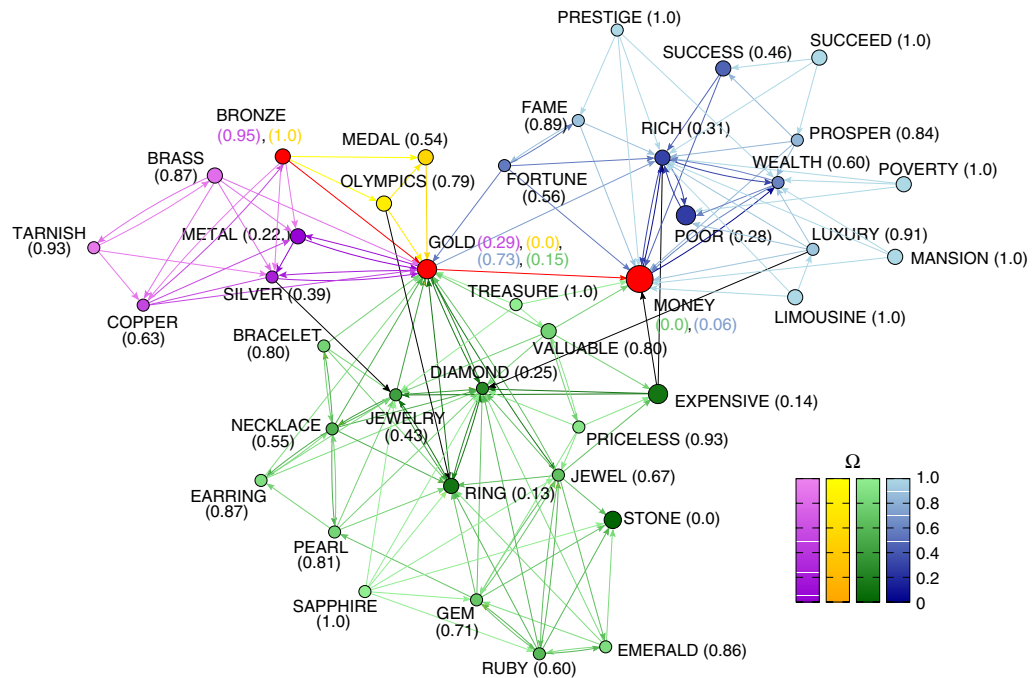 PRESTIGE (1.0)
SUCCESS (0.46)
SUCCEED (1.0)
FAME
(0.89)
BRONZE
(0.95), (1.0)
MEDAL (0.54)
RICH (0.31)
PROSPER (0.84)
BRASS
(0.87)
OLYMPICS (0.79)
FORTUNE
(0.56)
WEALTH (0.60)
POVERTY (1.0)
TARNISH
(0.93)
METAL (0.22)
GOLD (0.29), (0.0),
(0.73), (0.15)
POOR (0.28)
LUXURY (0.91)
MANSION (1.0)
SILVER (0.39)
TREASURE (1.0)
MONEY
(0.0), (0.06)
LIMOUSINE (1.0)
COPPER
(0.63)
BRACELET
(0.80)
VALUABLE (0.80)
DIAMOND (0.25)
EXPENSIVE (0.14)
NECKLACE
(0.55)
JEWELRY
(0.43)
PRICELESS (0.93)
EARRING
(0.87)
RING (0.13)
JEWEL (0.67)
STONE (0.0)
PEARL
(0.81)
SAPPHIRE
(1.0)
GEM
(0.71)
RUBY (0.60)
EMERALD (0.86)
Ω
1.0
0.8
0.6
0.4
0.2
0